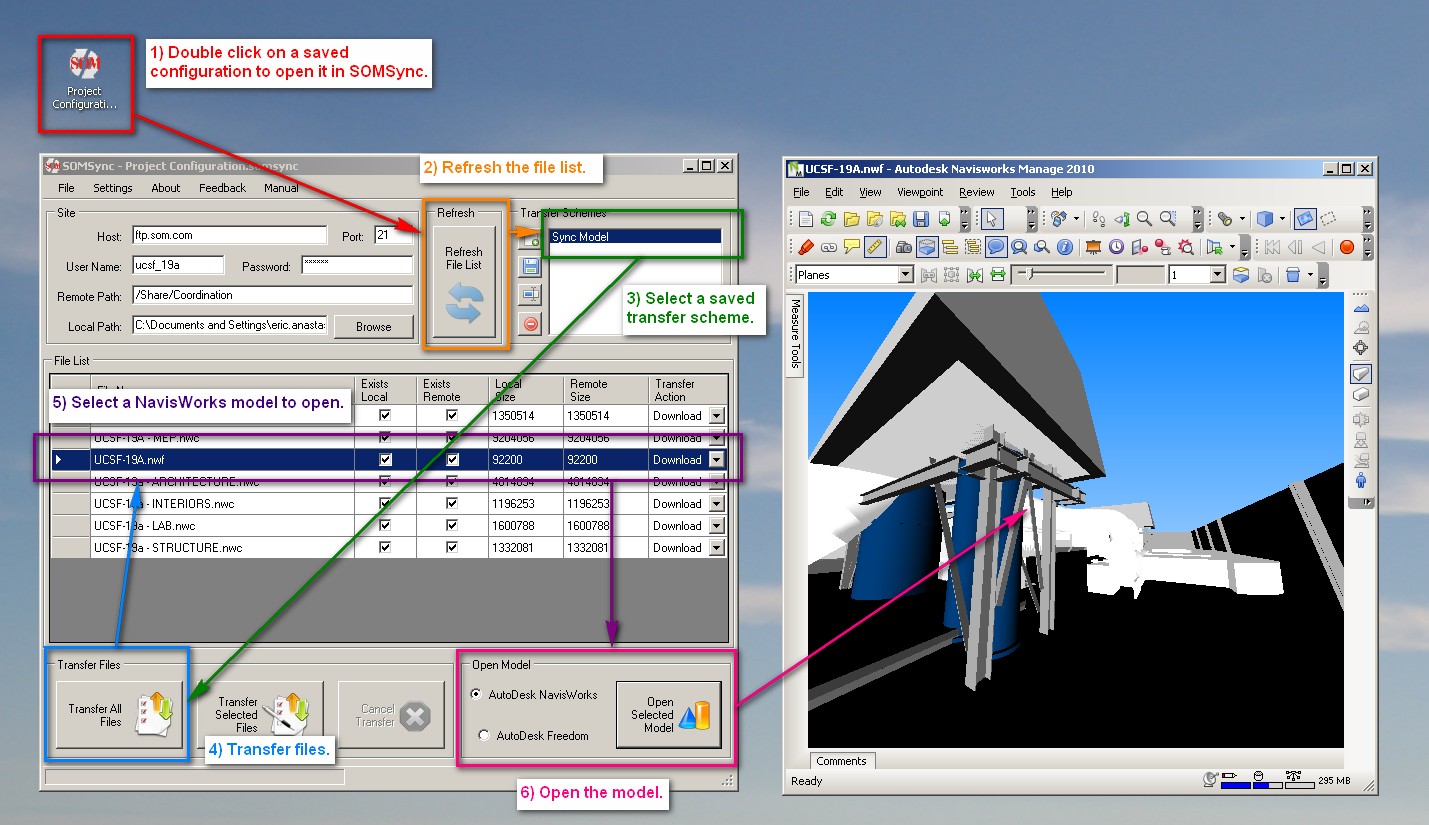 SOM
Project
Configurati...
1) Double click on a saved
configuration to open it in SOMSync.
SOMSync - Project Configuration.somsync
2) Refresh the file list.
File Settings About Feedback Manual
Site
Host: ftp.som.com Port: 21
User Name: ucsf_19a Password: ******
Remote Path: /Share/Coordination
Local Path: C:\Documents and Settings\eric.anasta: Browse
Refresh
Refresh
File List
Transfer Schemes
Sync Model
3) Select a saved
transfer scheme.
File List
Exists
Local
Exists
Remote
Local
Size
Remote
Size
Transfer
Action
5) Select a NavisWorks model to open.
1350514 1350514 Download
UCSF-19A - MEP.nwc 9204056 9204056 Download
UCSF-19A.nwf 92200 92200 Download
UCSF-19a - ARCHITECTURE.nwc 4814694 4814694 Download
UCSF-19a - INTERIORS.nwc 1196253 1196253 Download
UCSF-19a - LAB.nwc 1600788 1600788 Download
UCSF-19a - STRUCTURE.nwc 1332081 1332081 Download
Transfer Files
Transfer All
Files
Transfer
Selected
Files
Cancel
Transfer
4) Transfer files.
Open Model
AutoDesk NavisWorks
AutoDesk Freedom
Open
Selected
Model
6) Open the model.
UCSF-19A.nwf - Autodesk Navisworks Manage 2010
File Edit View Viewpoint Review Tools Help
Planes 1
Measure Tools
Comments
Ready 295 MB